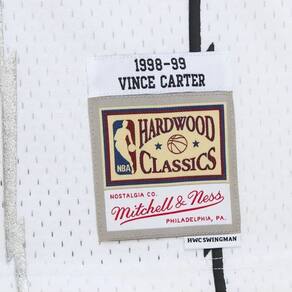 1998-99
VINCE CARTER
HARDWOOD
CLASSICS
NBA
NOSTALGIA CO.
Mitchell & Ness
PHILADELPHIA, PA.
HWC SWINGMAN